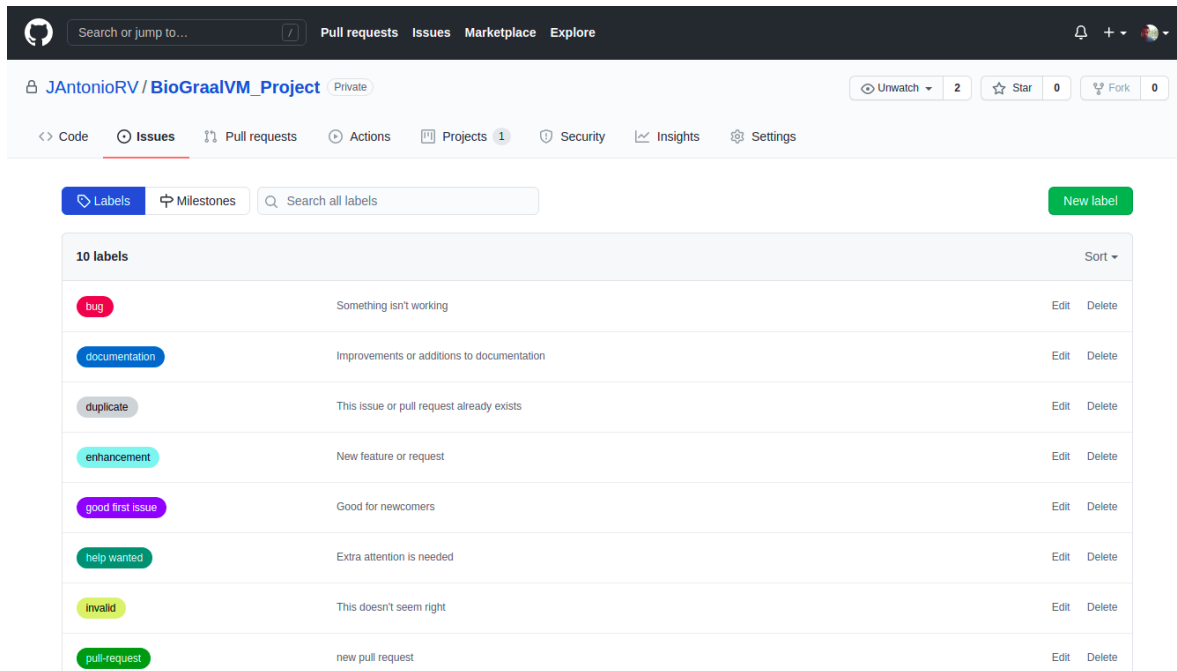 Search or jump to… / Pull requests Issues Marketplace Explore
JAntonioRV / BioGraalVM_Project Private Unwatch 2 Star 0 Fork 0
Code Issues Pull requests Actions Projects 1 Security Insights Settings
Labels Milestones Search all labels New label
10 labels Sort
bug Something isn't working Edit Delete
documentation Improvements or additions to documentation Edit Delete
duplicate This issue or pull request already exists Edit Delete
enhancement New feature or request Edit Delete
good first issue Good for newcomers Edit Delete
help wanted Extra attention is needed Edit Delete
invalid This doesn't seem right Edit Delete
pull-request new pull request Edit Delete